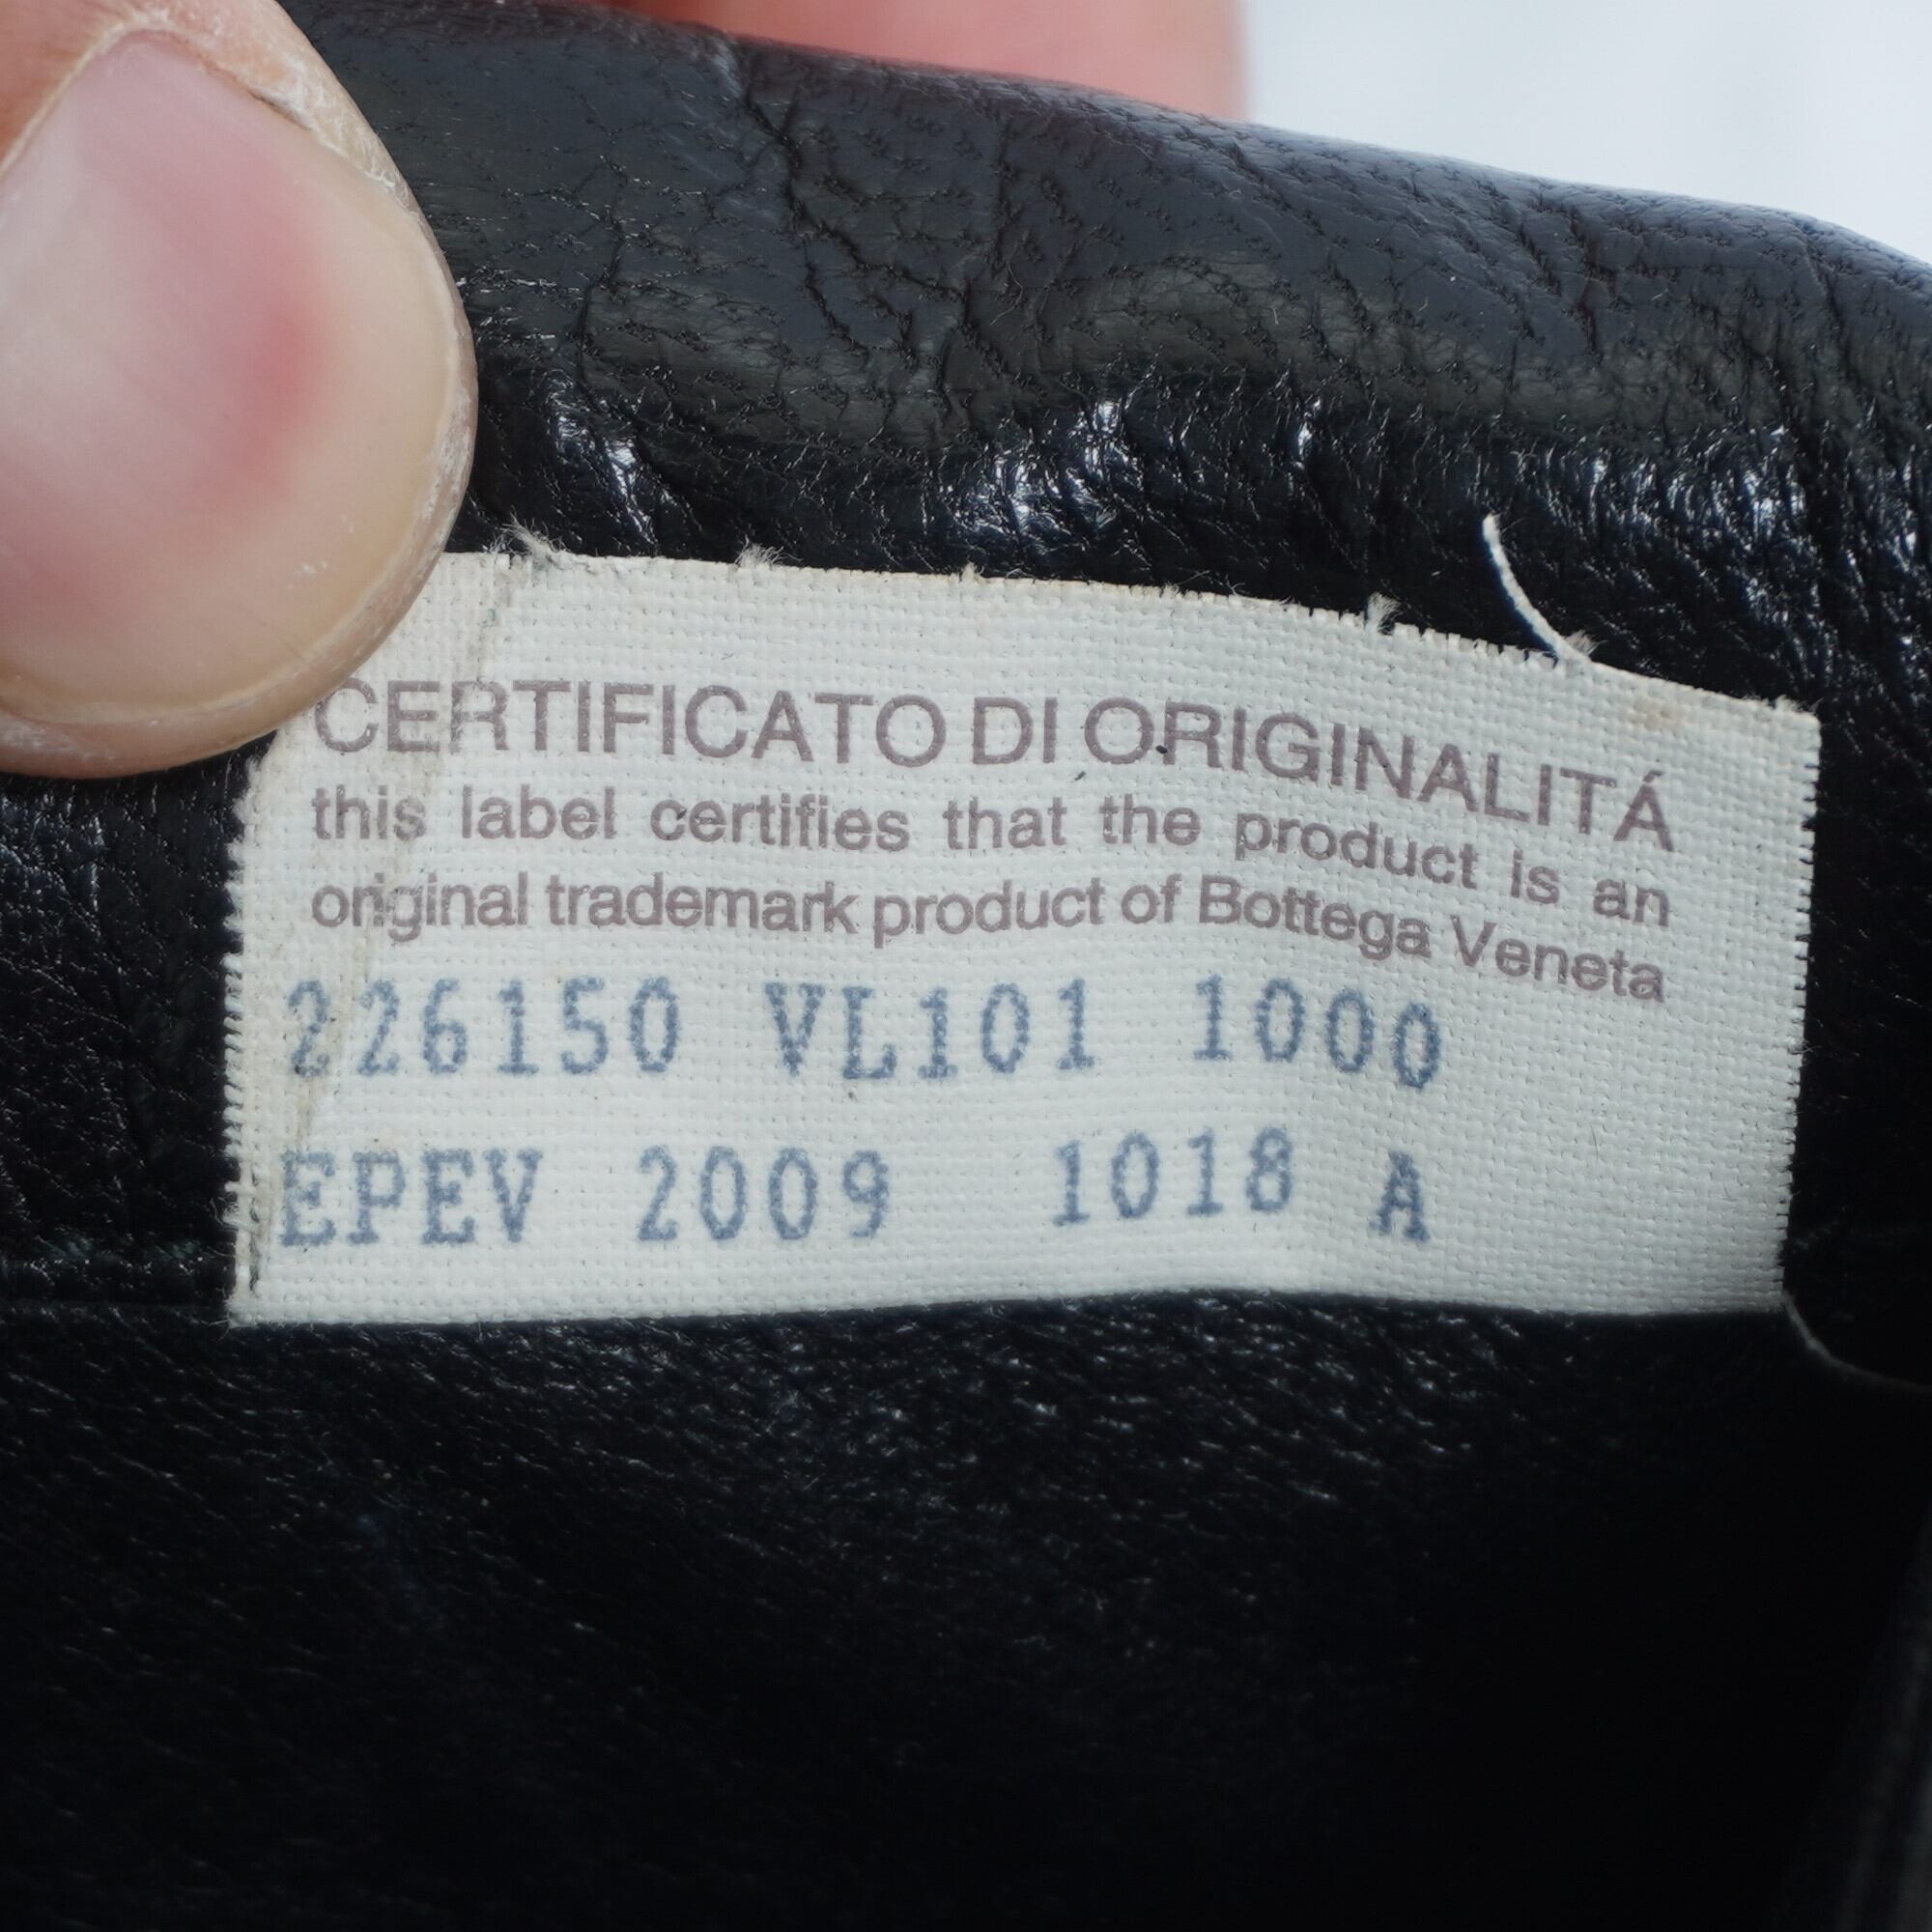 CERTIFICATO DI ORIGINALITÁ
this label certifies that the product is an
original trademark product of Bottega Veneta
226150 VL101 1000
EPEV 2009 1018 A